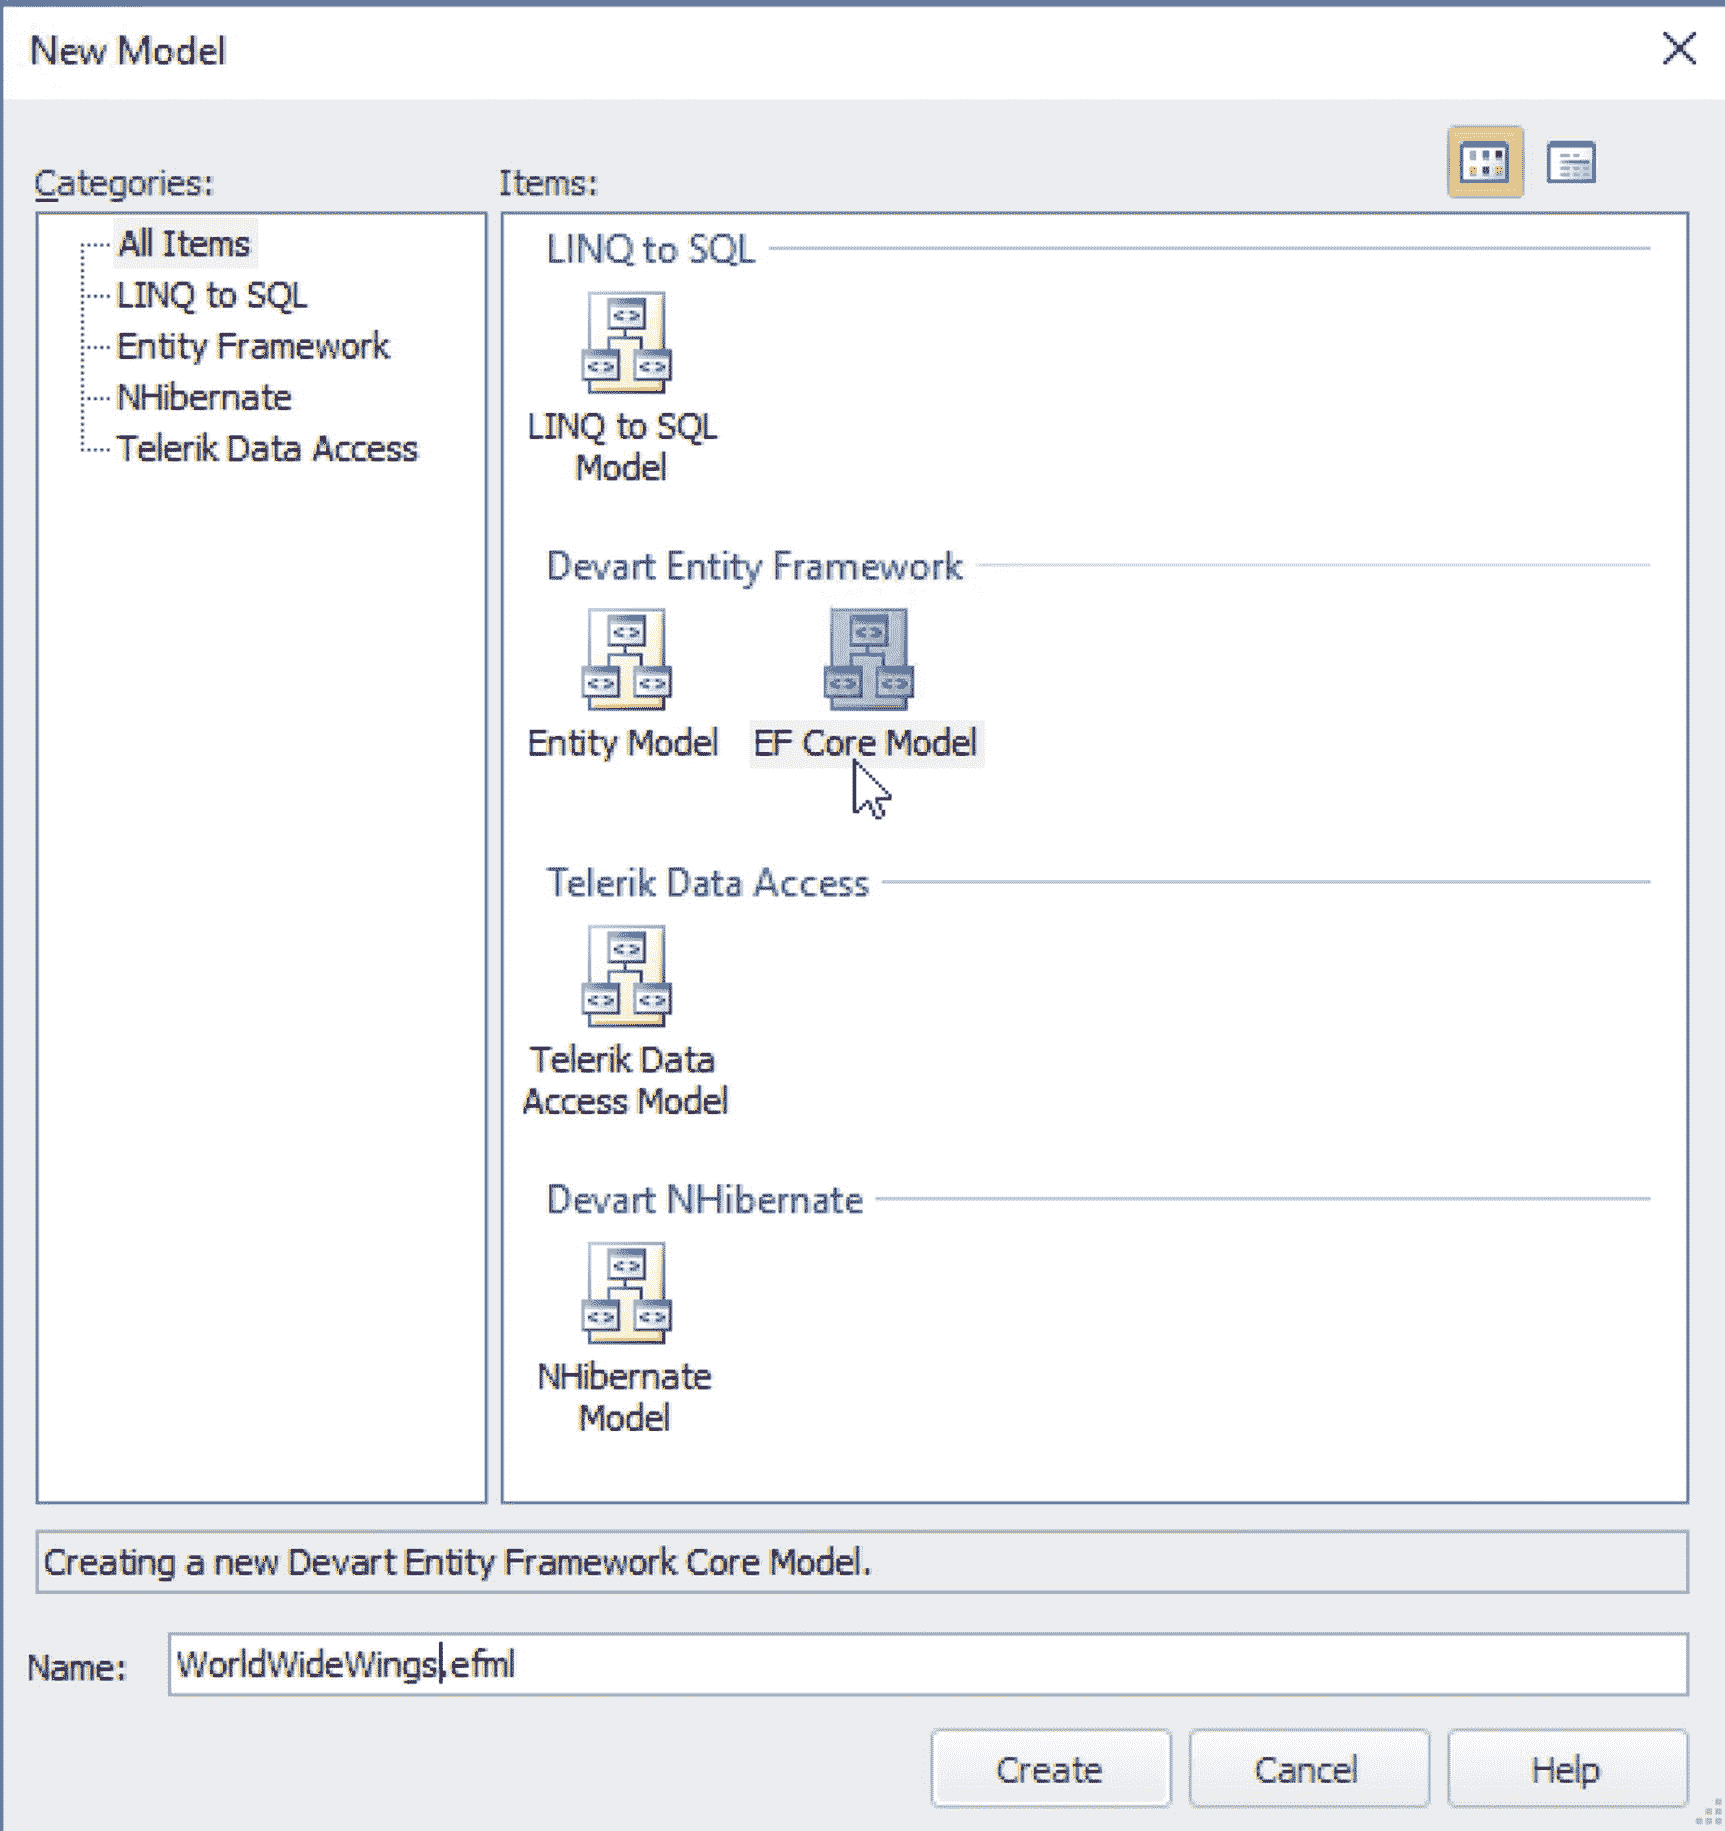 New Model
Categories:
Items:
All Items
LINQ to SQL
Entity Framework
NHibernate
Telerik Data Access
LINQ to SQL
LINQ to SQL
Model
Devart Entity Framework
Entity Model
EF Core Model
Telerik Data Access
Telerik Data
Access Model
Devart NHibernate
NHibernate
Model
Creating a new Devart Entity Framework Core Model.
Name:
WorldWideWings.efml
Create
Cancel
Help